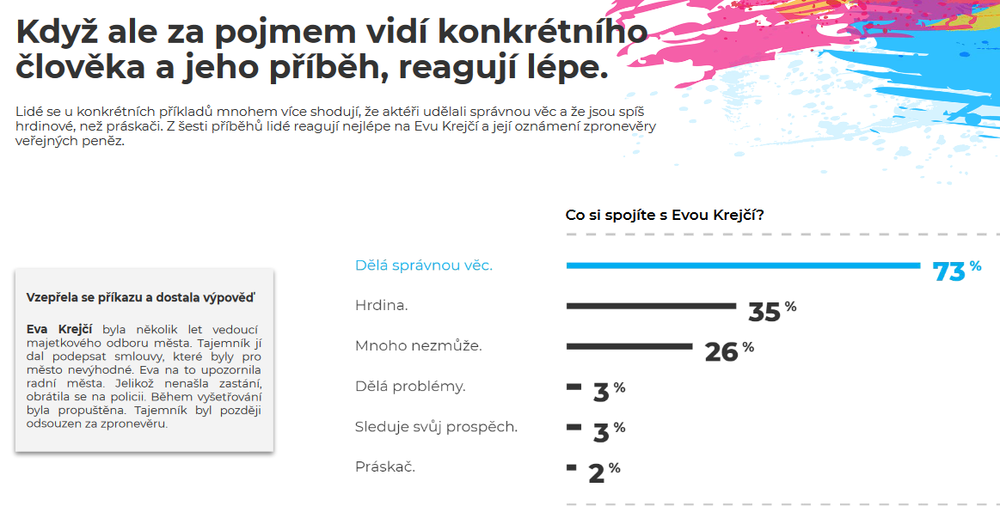 Když ale za pojmem vidí konkrétního
člověka a jeho příběh, reagují lépe.
Lidé se u konkrétních příkladů mnohem více shodují, že aktéři udělali správnou věc a že jsou spíš
hrdinové, než práskači. Z šesti příběhů lidé reagují nejlépe na Evu Krejčí a její oznámení zpronevěry
veřejných peněz.
Co si spojíte s Evou Krejčí?
Vzepřela se příkazu a dostala výpověď
Eva Krejčí byla několik let vedoucí
majetkového odboru města. Tajemník jí
dal podepsat smlouvy, které byly pro
město nevýhodné. Eva na to upozornila
radní města. Jelikož nenašla zastání,
obrátila se na policii. Během vyšetřování
byla propuštěna. Tajemník byl později
odsouzen za zpronevěru.
Dělá správnou věc. 73 %
Hrdina. 35 %
Mnoho nezmůže. 26 %
Dělá problémy. 3 %
Sleduje svůj prospěch. 3 %
Práskač. 2 %